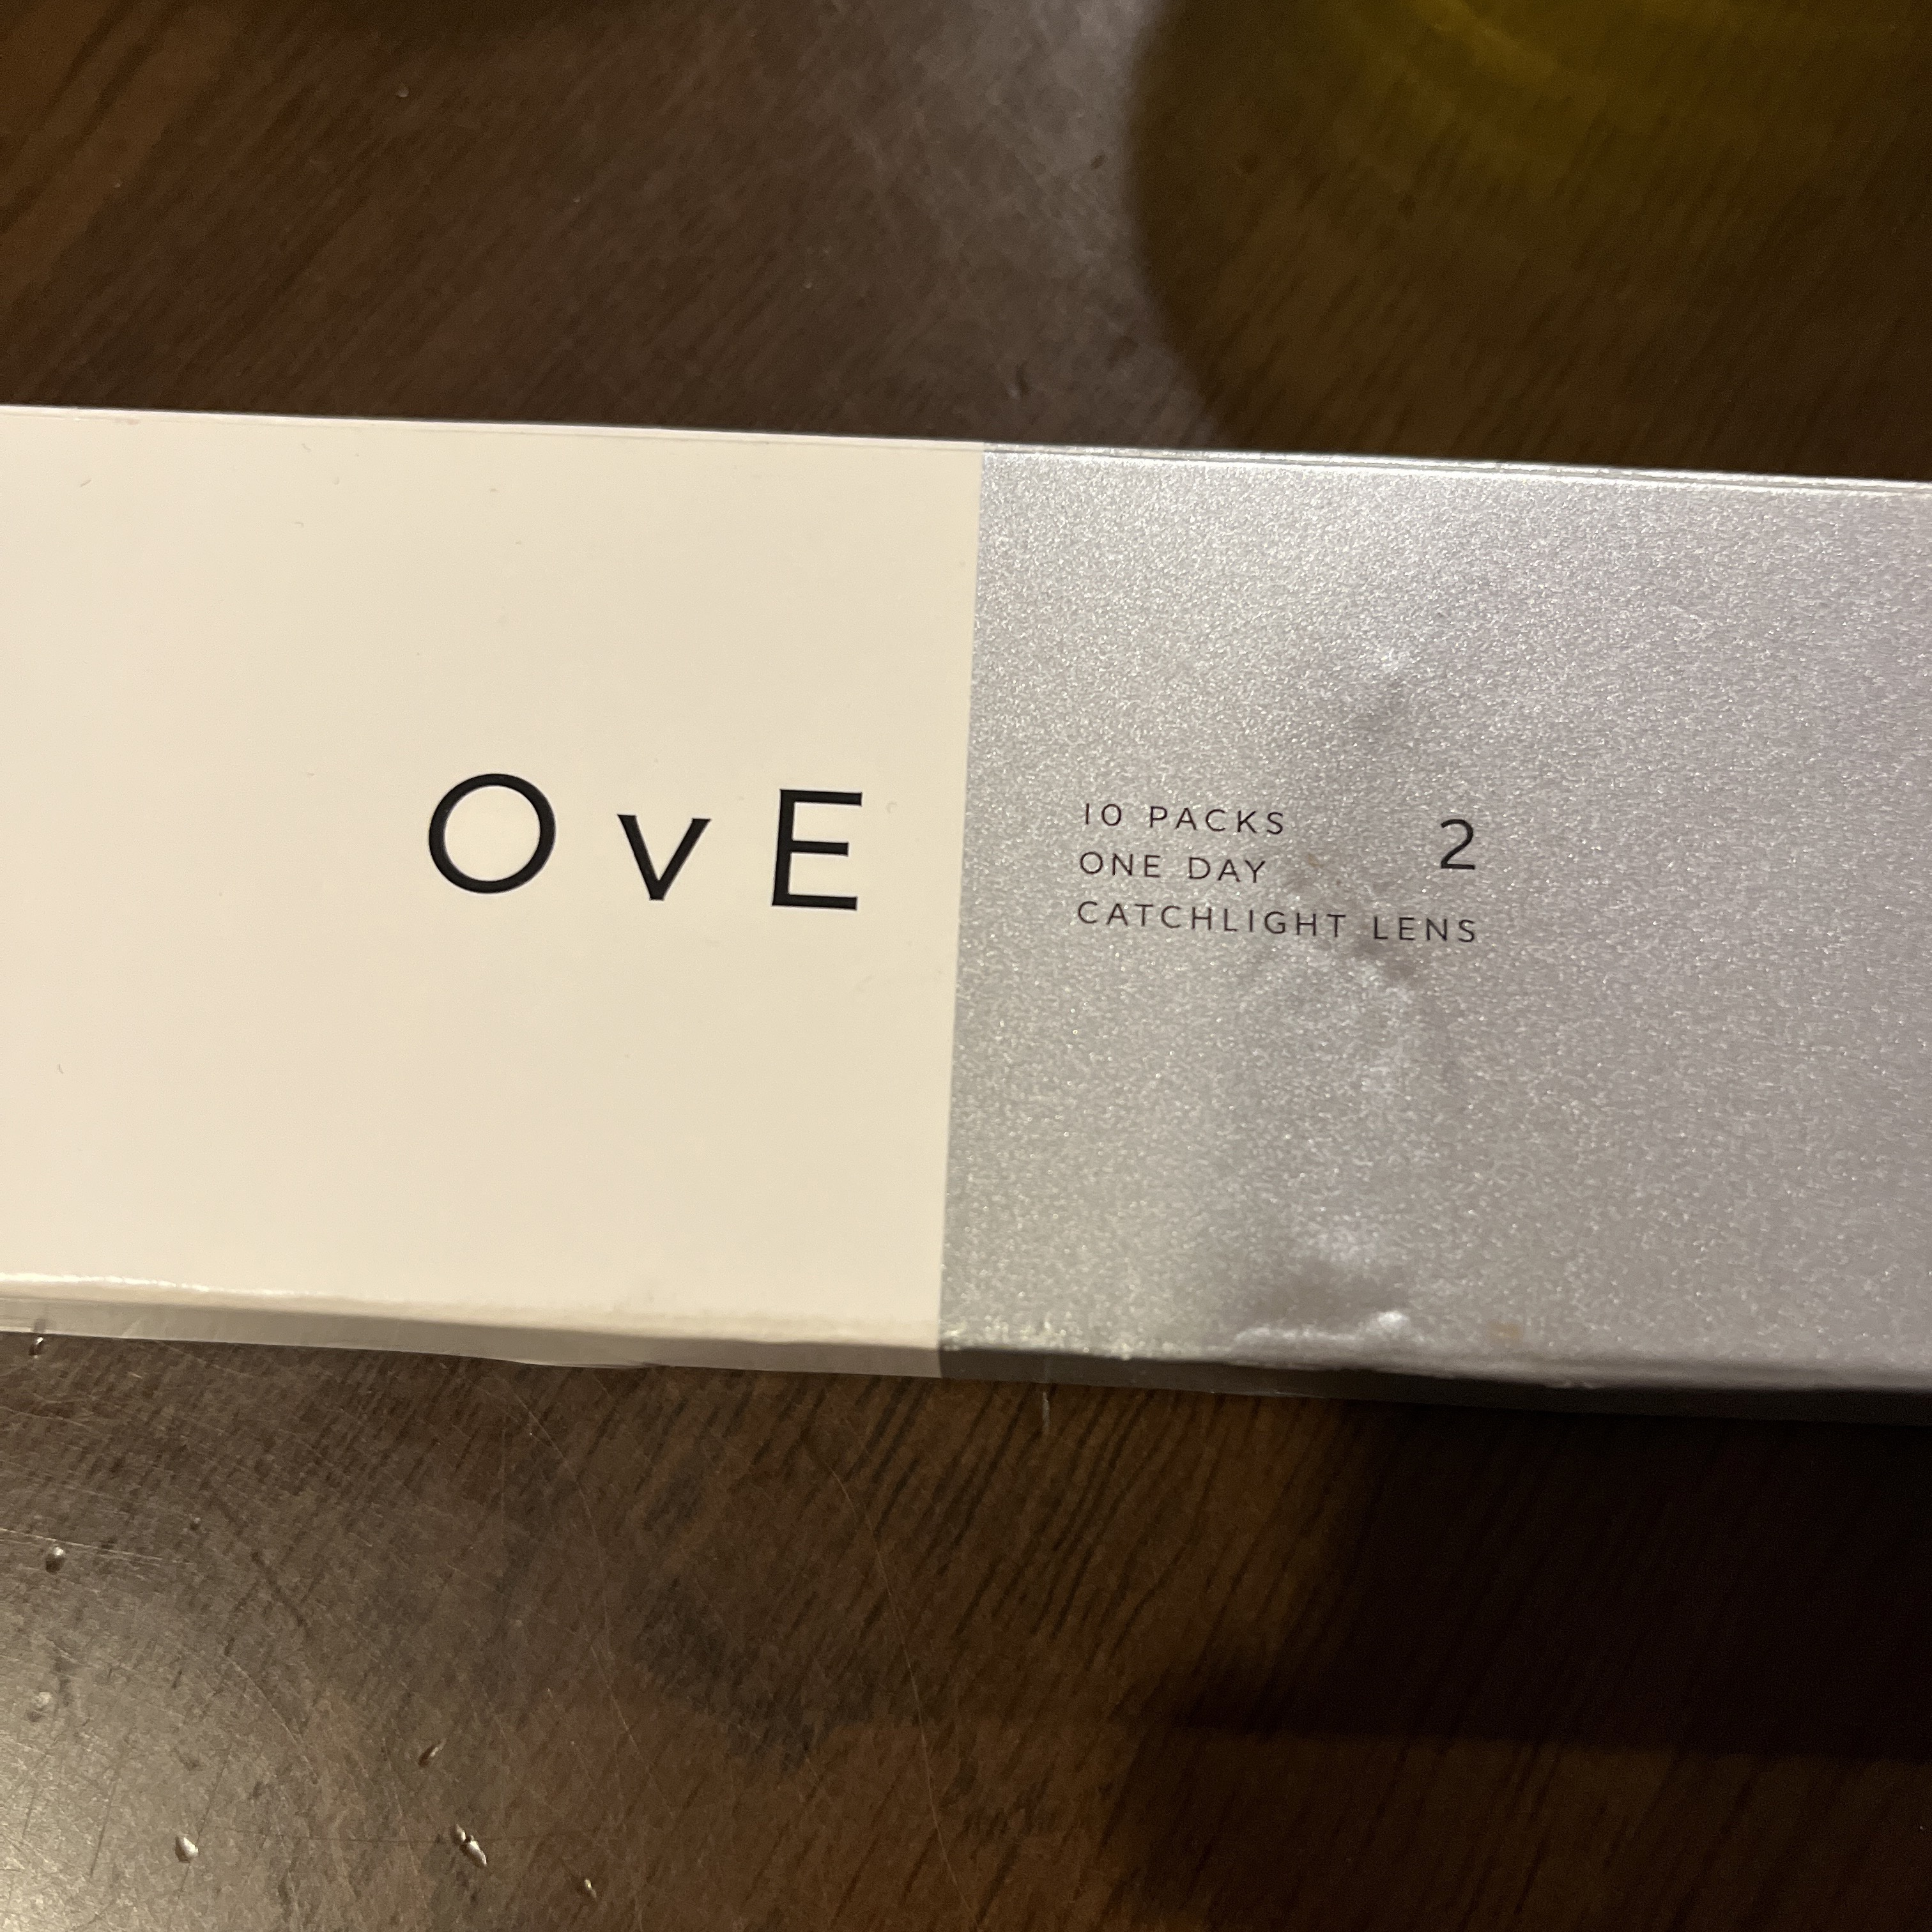 OvE
10 PACKS
ONE DAY
2
CATCHLIGHT LENS